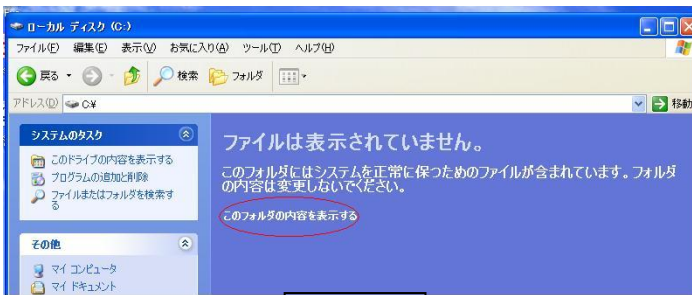 ローカル ディスク (C:)
ファイル(F) 編集(E) 表示(V) お気に入り(A) ツール(T) ヘルプ(H)
戻る 検索 フォルダ
アドレス(D) C:¥ 移動
システムのタスク
このドライブの内容を表示する
プログラムの追加と削除
ファイルまたはフォルダを検索す
る
ファイルは表示されていません。
このフォルダにはシステムを正常に保つためのファイルが含まれています。フォルダ
の内容は変更しないでください。
このフォルダの内容を表示する
その他
マイ コンピュータ
マイ ドキュメント